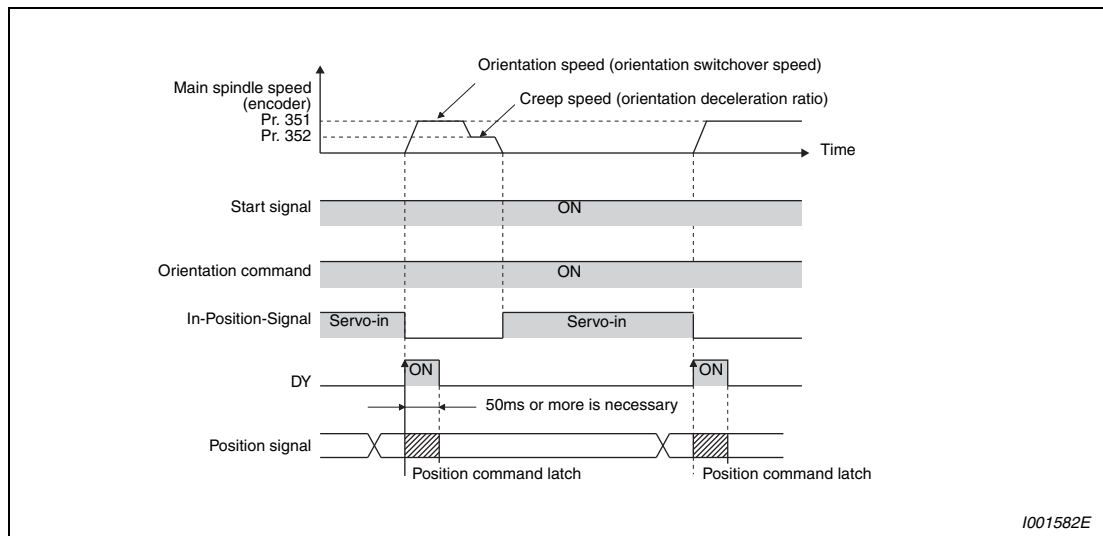 Orientation speed (orientation switchover speed)
Main spindle speed
(encoder)
Creep speed (orientation deceleration ratio)
Pr. 351
Pr. 352
Time
Start signal
ON
Orientation command
ON
In-Position-Signal
Servo-in
Servo-in
DY
ON
ON
50ms or more is necessary
Position signal
Position command latch
Position command latch
I001582E